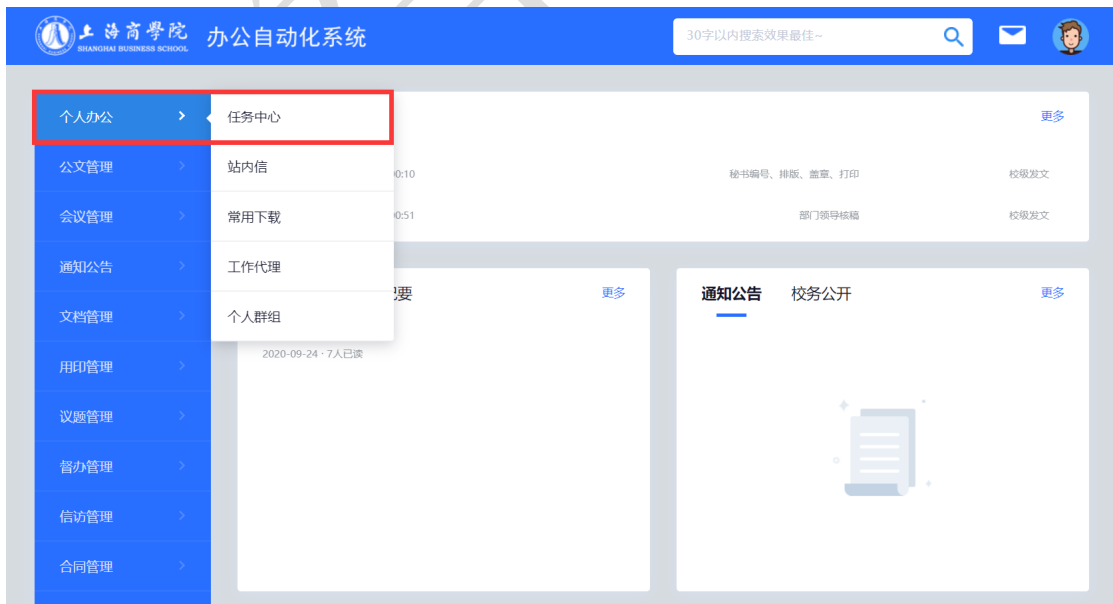 上海商學院 办公自动化系统
SHANGHAI BUSINESS SCHOOL
30字以内搜索效果最佳~
个人办公
任务中心
更多
公文管理
站内信
0:10
秘书编号、排版、盖章、打印
校级发文
会议管理
常用下载
0:51
部门领导核稿
校级发文
通知公告
工作代理
文档管理
个人群组
要
更多
通知公告 校务公开
更多
2020-09-24 · 7人已读
用印管理
议题管理
督办管理
信访管理
合同管理